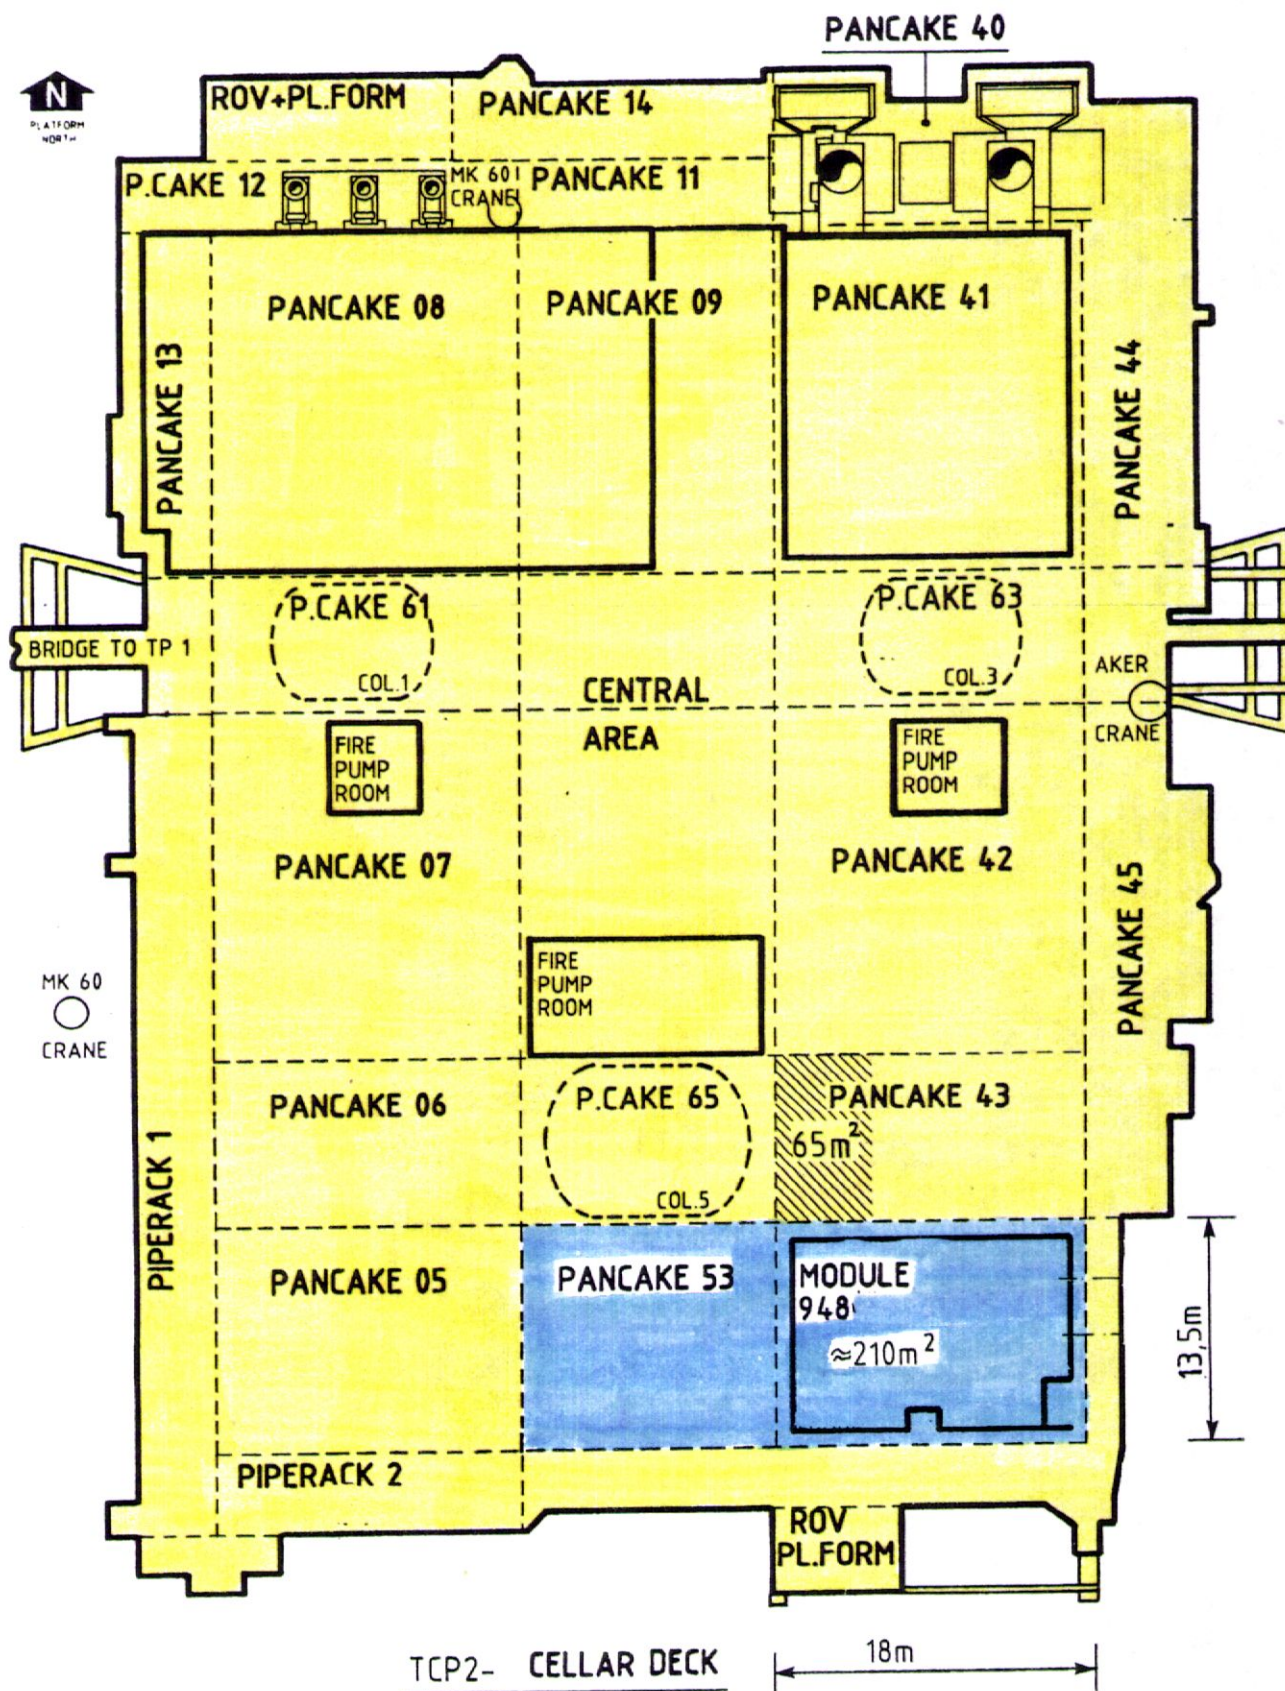 PANCAKE 40
N
PLATFORM
NORTH
ROV+PL.FORM
PANCAKE 14
P.CAKE 12
MK 601
CRANE
PANCAKE 11
PANCAKE 08
PANCAKE 09
PANCAKE 41
PANCAKE 13
PANCAKE 44
P.CAKE 61
COL.1
P.CAKE 63
COL.3
BRIDGE TO TP 1
CENTRAL
AREA
AKER
CRANE
FIRE
PUMP
ROOM
FIRE
PUMP
ROOM
PANCAKE 07
PANCAKE 42
PANCAKE 45
FIRE
PUMP
ROOM
MK 60
CRANE
PANCAKE 06
P.CAKE 65
COL.5
PANCAKE 43
65m²
PIPERACK 1
PANCAKE 05
PANCAKE 53
MODULE
948
≈210m²
13,5m
PIPERACK 2
ROV
PL.FORM
TCP2- CELLAR DECK
18m